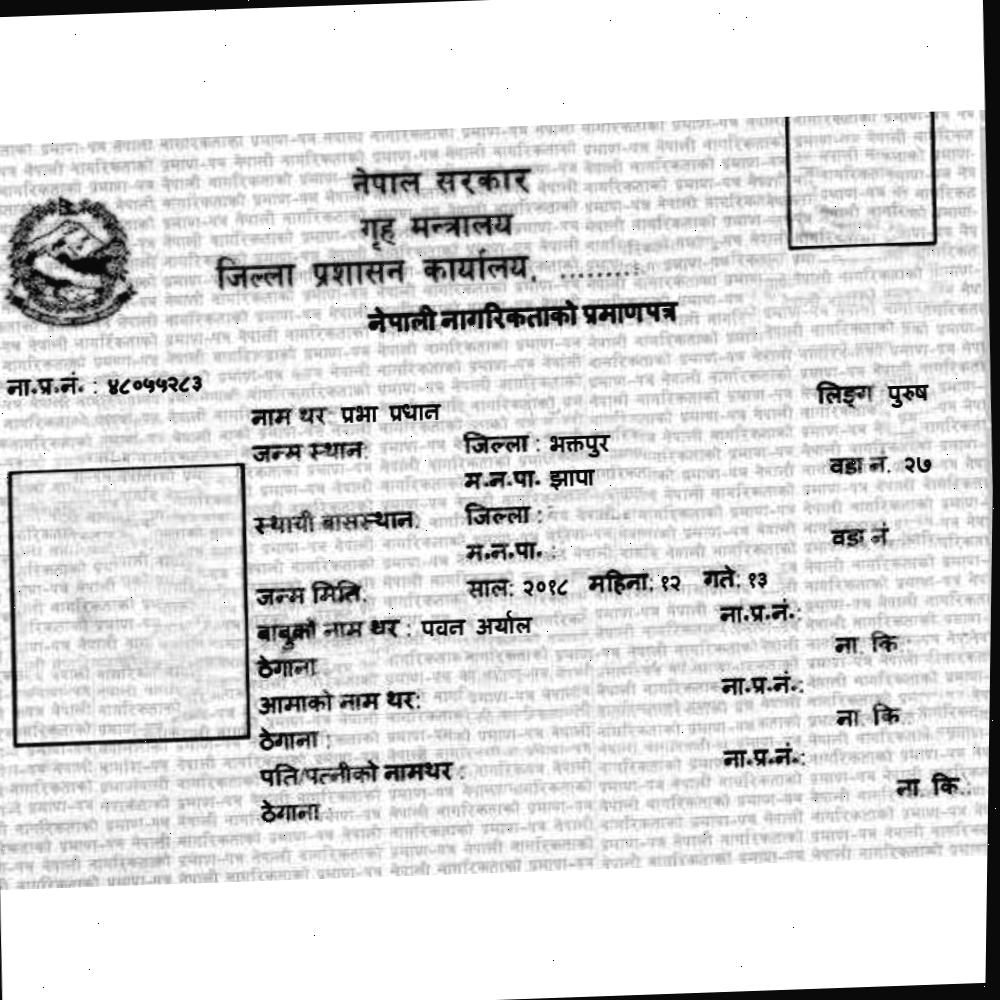 नेपाल सरकार
गृह मन्त्रालय
जिल्ला प्रशासन कार्यालय, .........
नेपाली नागरिकताको प्रमाणपत्र
ना.प्र.नं. : ४८०५५२८३
लिङ्ग पुरुष
नाम थर प्रभा प्रधान
जन्म स्थान: जिल्ला : भक्तपुर
म.न.पा. झापा वडा नं. २७
स्थायी बासस्थान: जिल्ला :
म.न.पा. : वडा नं
जन्म मिति: साल: २०१८ महिना: १२ गते: १३
बाबुको नाम थर : पवन अर्याल ना.प्र.नं.:
ठेगाना : ना. कि.:
आमाको नाम थर: ना.प्र.नं.:
ठेगाना : ना. कि.
पति/पत्नीको नामथर : ना.प्र.नं.:
ठेगाना : ना. कि.: